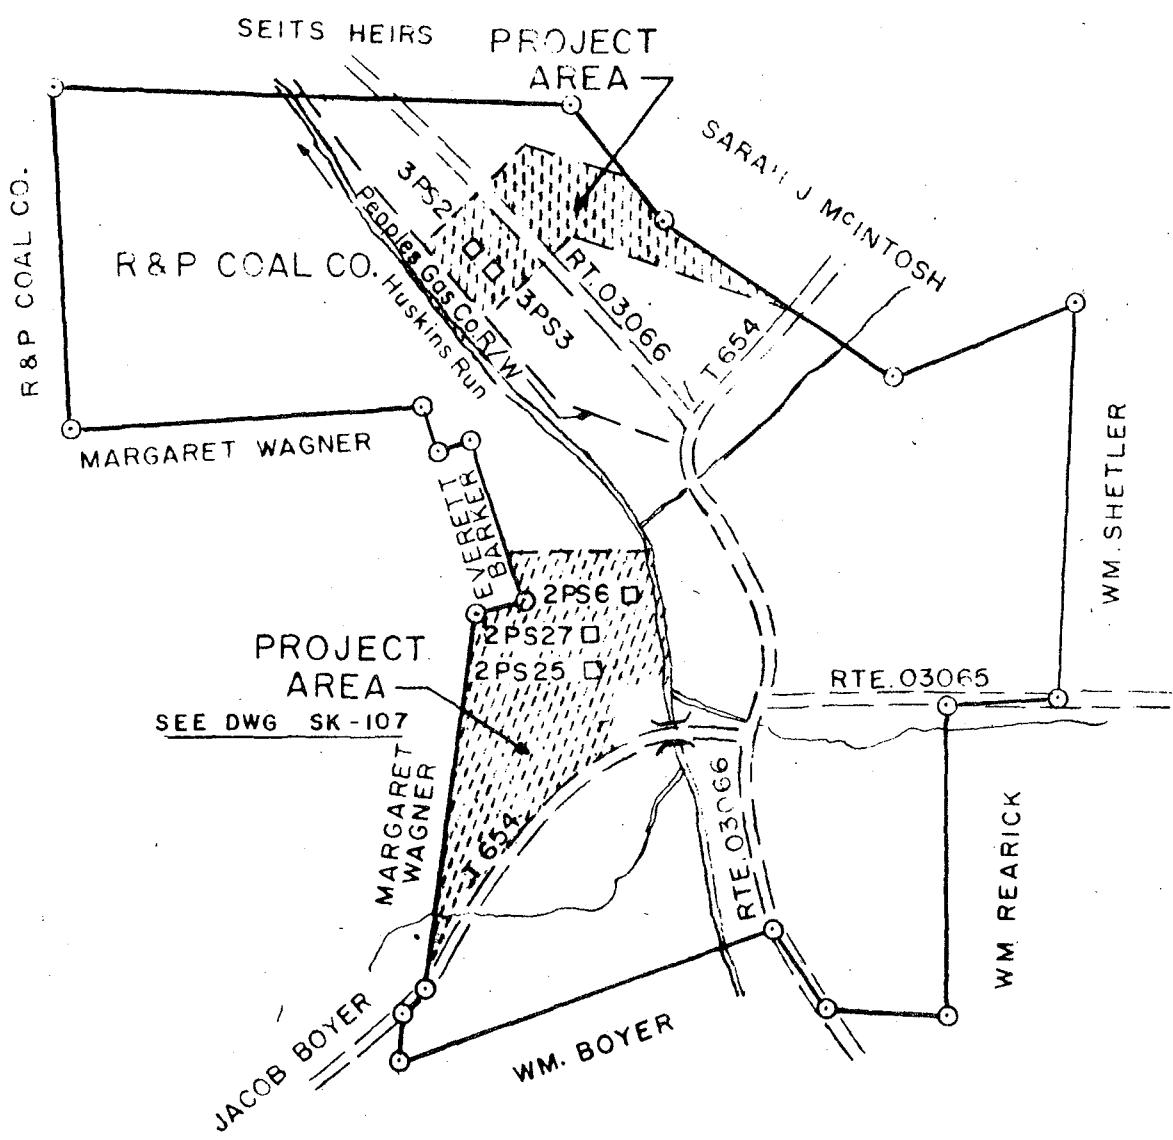 SEITS HEIRS
PROJECT
AREA
SARAH J MCINTOSH
R & P COAL CO.
R & P COAL CO.
3PS2
3PS3
Peoples Gas Co. R/W
Huskins Run
RT. 03066
T 654
MARGARET WAGNER
EVERETT
BARKER
WM. SHETLER
2PS6
2PS27
2PS25
PROJECT
AREA
SEE DWG SK-107
RTE. 03065
MARGARET
WAGNER
T 654
RTE. 03066
WM REARICK
JACOB BOYER
WM. BOYER